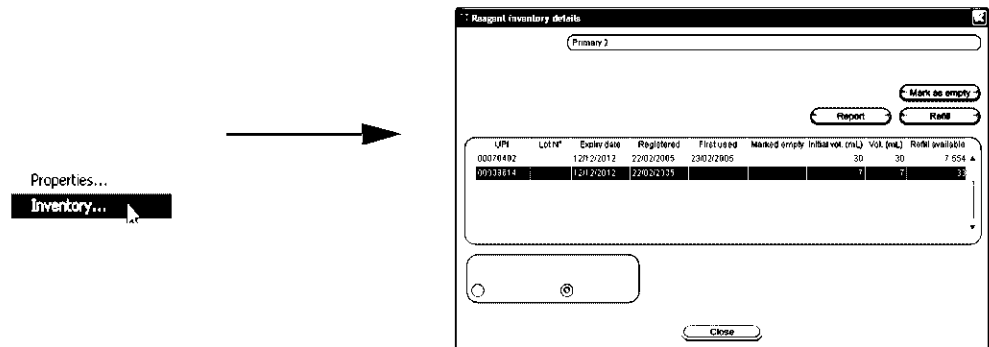 Properties...
Inventory...
Reagent inventory details
Primary 2
Mark as empty
Report
Refill
UPI Lot N° Expiry date Registered First used Marked empty Initial vol. (mL) Vol. (mL) Refill available
00070402 12/12/2012 22/02/2005 23/02/2005 30 30
12/12/2012 7 7 33
Close